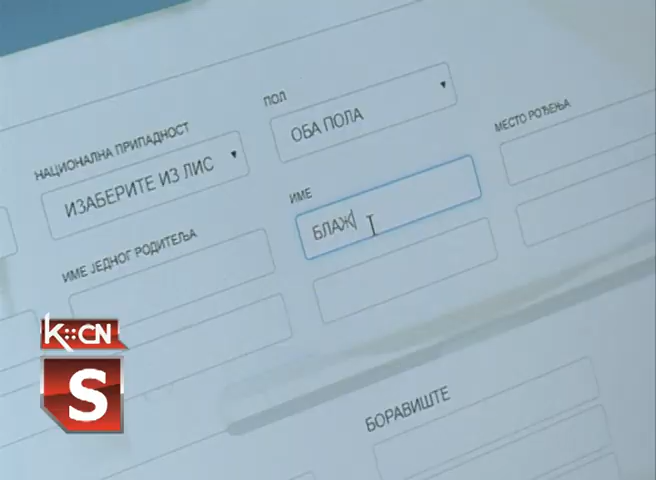 ПОЛ
ОБА ПОЛА
НАЦИОНАЛНА ПРИПАДНОСТ
ИЗАБЕРИТЕ ИЗ ЛИС
МЕСТО РОЂЕЊА
ИМЕ
БЛАЖ
ИМЕ ЈЕДНОГ РОДИТЕЉА
БОРАВИШТЕ
K::CN
S